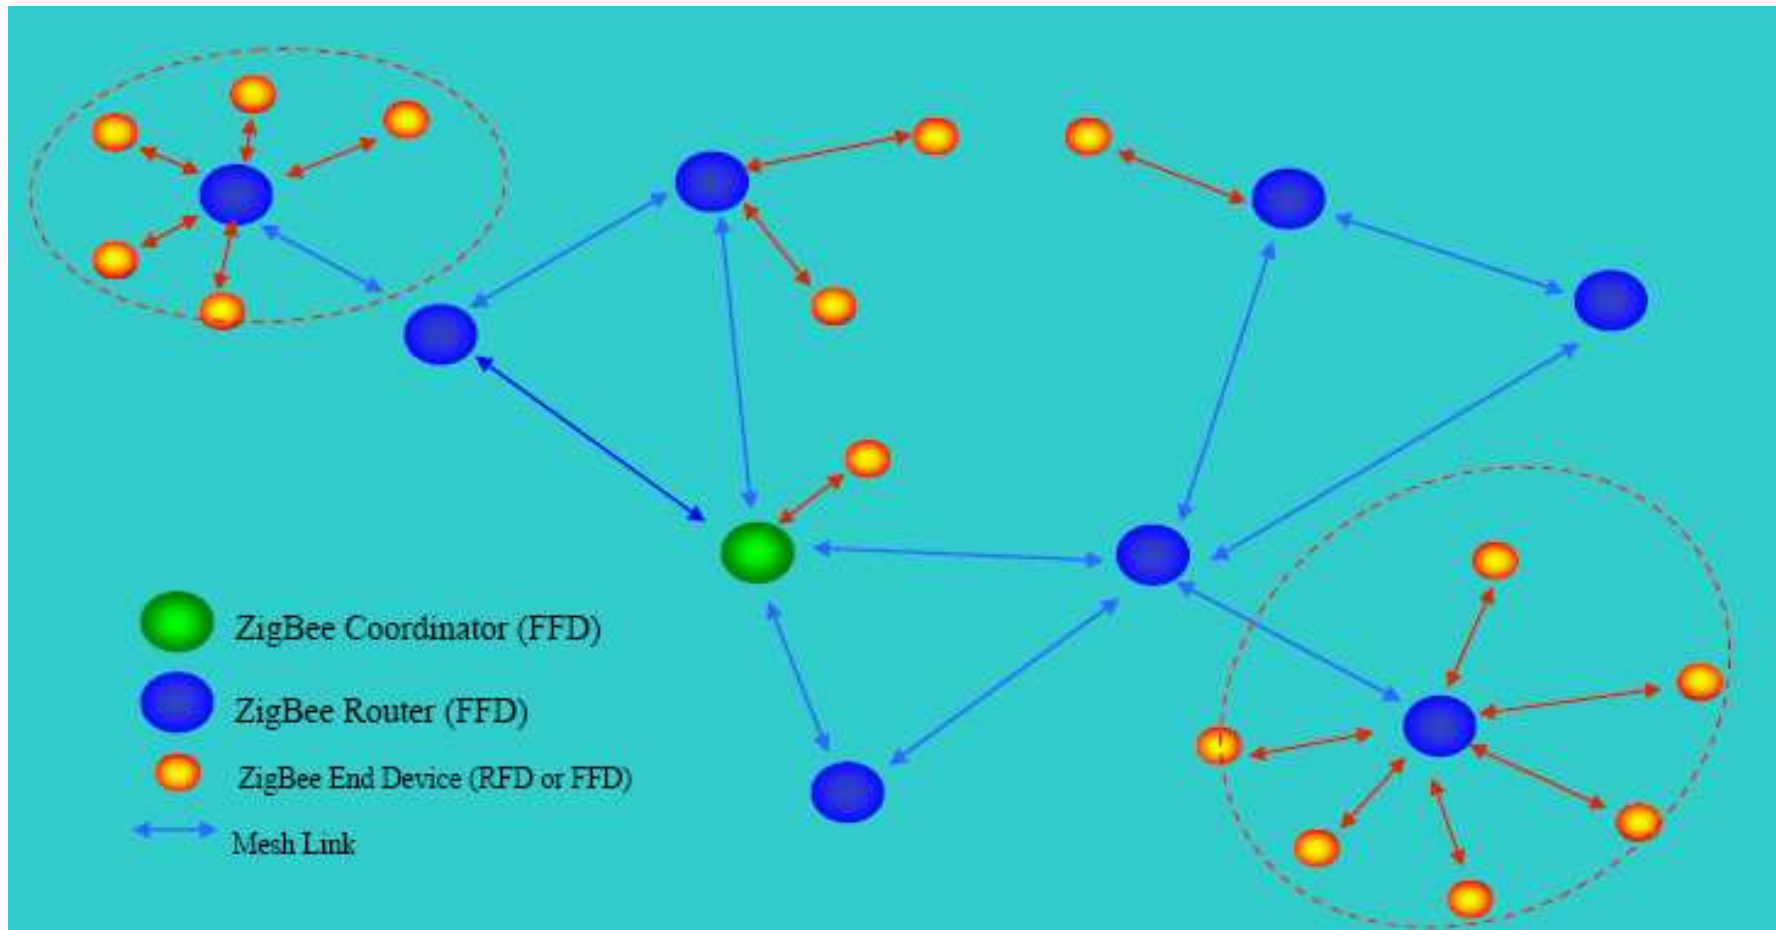 ZigBee Coordinator (FFD)
ZigBee Router (FFD)
ZigBee End Device (RFD or FFD)
Mesh Link